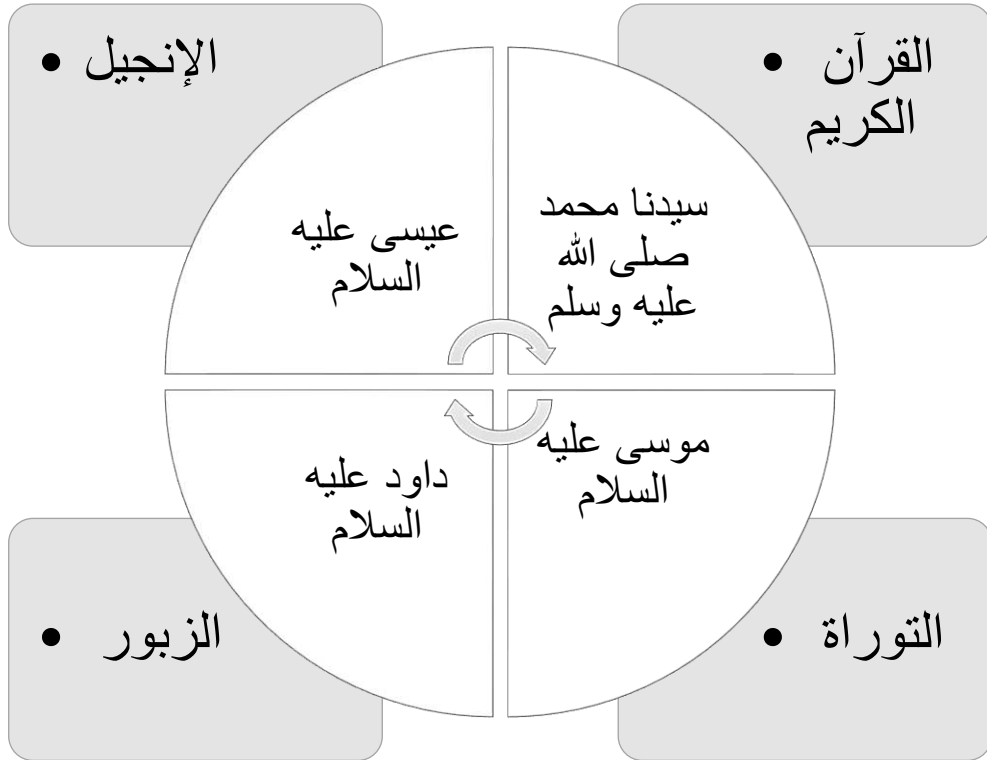 القرآن
الكريم
الإنجيل
سيدنا محمد
صلى الله
عليه وسلم
عيسى عليه
السلام
موسى عليه
السلام
داود عليه
السلام
التوراة
الزبور